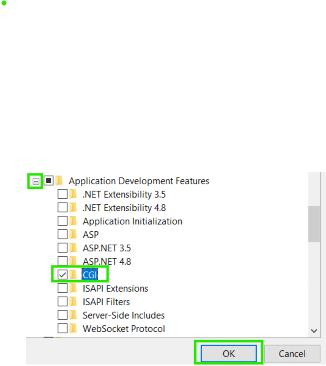 Application Development Features
.NET Extensibility 3.5
.NET Extensibility 4.8
Application Initialization
ASP
ASP.NET 3.5
ASP.NET 4.8
CGI
ISAPI Extensions
ISAPI Filters
Server-Side Includes
WebSocket Protocol
OK Cancel